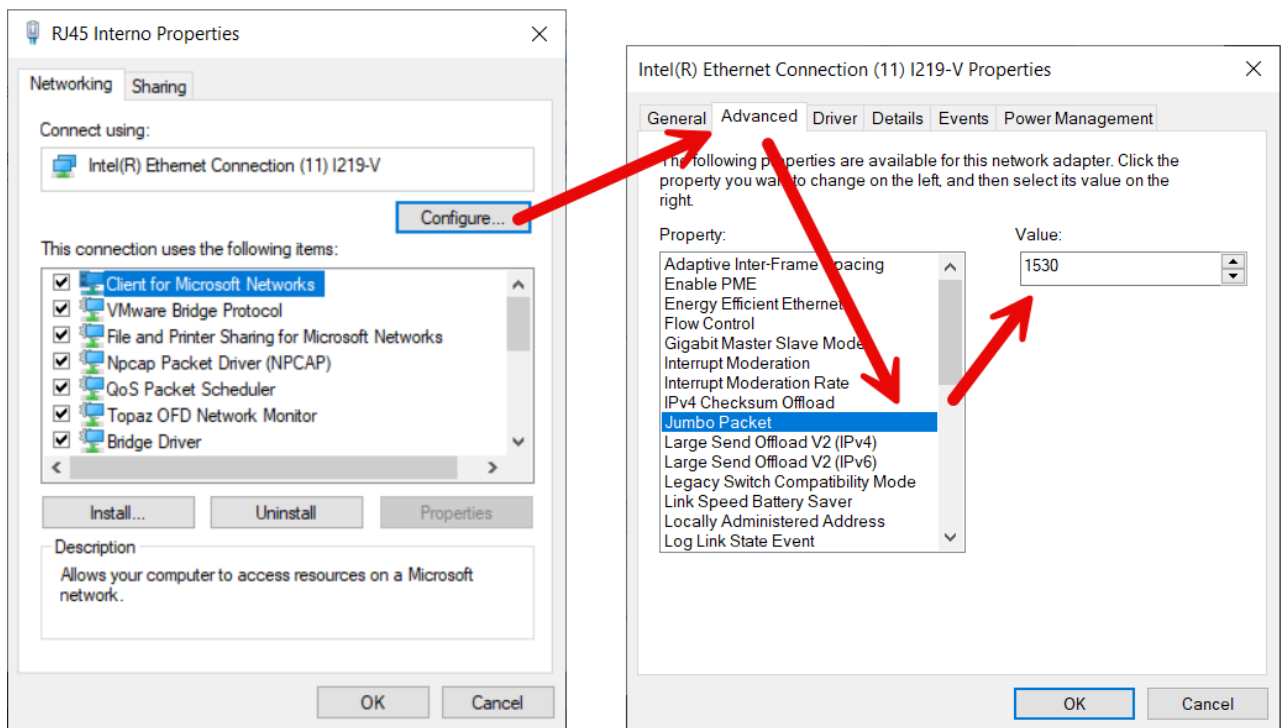 RJ45 Interno Properties
Networking
Sharing
Connect using:
Intel(R) Ethernet Connection (11) I219-V
Configure...
This connection uses the following items:
Client for Microsoft Networks
VMware Bridge Protocol
File and Printer Sharing for Microsoft Networks
Npcap Packet Driver (NPCAP)
QoS Packet Scheduler
Topaz OFD Network Monitor
Bridge Driver
Install...
Uninstall
Properties
Description
Allows your computer to access resources on a Microsoft
network.
OK
Cancel
Intel(R) Ethernet Connection (11) I219-V Properties
General
Advanced
Driver
Details
Events
Power Management
The following properties are available for this network adapter. Click the
property you want to change on the left, and then select its value on the
right.
Property:
Value:
Adaptive Inter-Frame Spacing
Enable PME
Energy Efficient Ethernet
Flow Control
Gigabit Master Slave Mode
Interrupt Moderation
Interrupt Moderation Rate
IPv4 Checksum Offload
Jumbo Packet
Large Send Offload V2 (IPv4)
Large Send Offload V2 (IPv6)
Legacy Switch Compatibility Mode
Link Speed Battery Saver
Locally Administered Address
Log Link State Event
1530
OK
Cancel